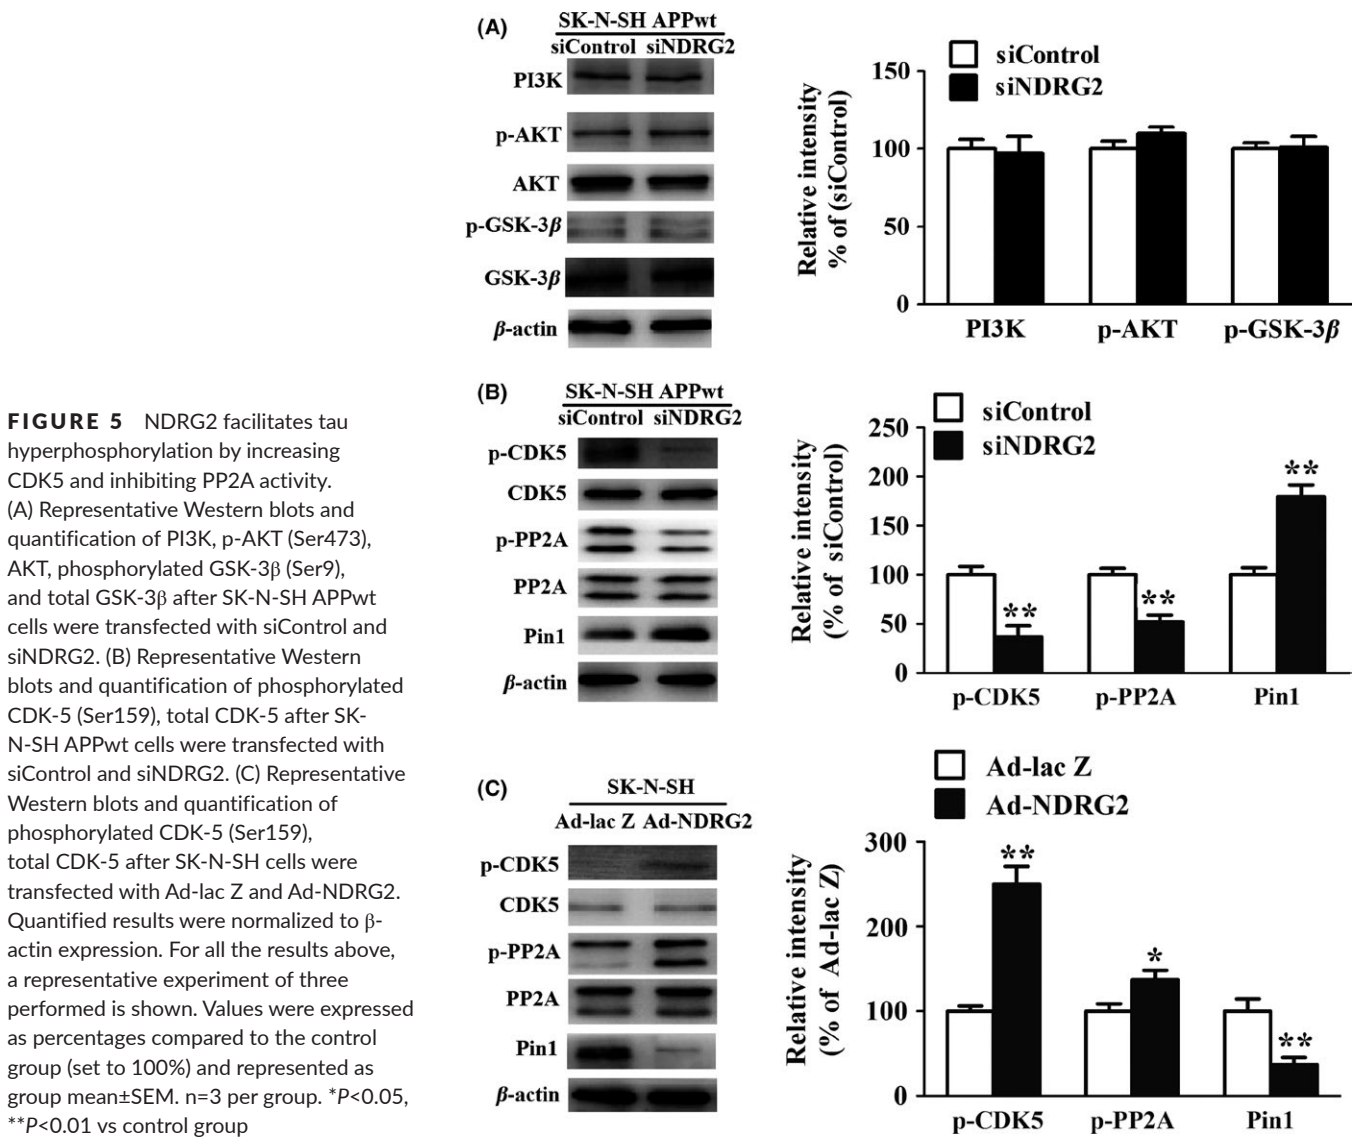 FIGURE 5 NDRG2 facilitates tau
hyperphosphorylation by increasing
CDK5 and inhibiting PP2A activity.
(A) Representative Western blots and
quantification of PI3K, p-AKT (Ser473),
AKT, phosphorylated GSK-3β (Ser9),
and total GSK-3β after SK-N-SH APPwt
cells were transfected with siControl and
siNDRG2. (B) Representative Western
blots and quantification of phosphorylated
CDK-5 (Ser159), total CDK-5 after SK-
N-SH APPwt cells were transfected with
siControl and siNDRG2. (C) Representative
Western blots and quantification of
phosphorylated CDK-5 (Ser159),
total CDK-5 after SK-N-SH cells were
transfected with Ad-lac Z and Ad-NDRG2.
Quantified results were normalized to β-
actin expression. For all the results above,
a representative experiment of three
performed is shown. Values were expressed
as percentages compared to the control
group (set to 100%) and represented as
group mean±SEM. n=3 per group. *P<0.05,
**P<0.01 vs control group
(A)
SK-N-SH APPwt
siControl siNDRG2
PI3K
p-AKT
AKT
p-GSK-3β
GSK-3β
β-actin
siControl
siNDRG2
Relative intensity
% of (siControl)
150
100
50
0
PI3K p-AKT p-GSK-3β
(B)
SK-N-SH APPwt
siControl siNDRG2
p-CDK5
CDK5
p-PP2A
PP2A
Pin1
β-actin
siControl
siNDRG2
Relative intensity
(% of siControl)
250
200
150
100
50
0
**
**
**
p-CDK5 p-PP2A Pin1
(C)
SK-N-SH
Ad-lac Z Ad-NDRG2
p-CDK5
CDK5
p-PP2A
PP2A
Pin1
β-actin
Ad-lac Z
Ad-NDRG2
Relative intensity
(% of Ad-lac Z)
300
200
100
0
**
*
**
p-CDK5 p-PP2A Pin1